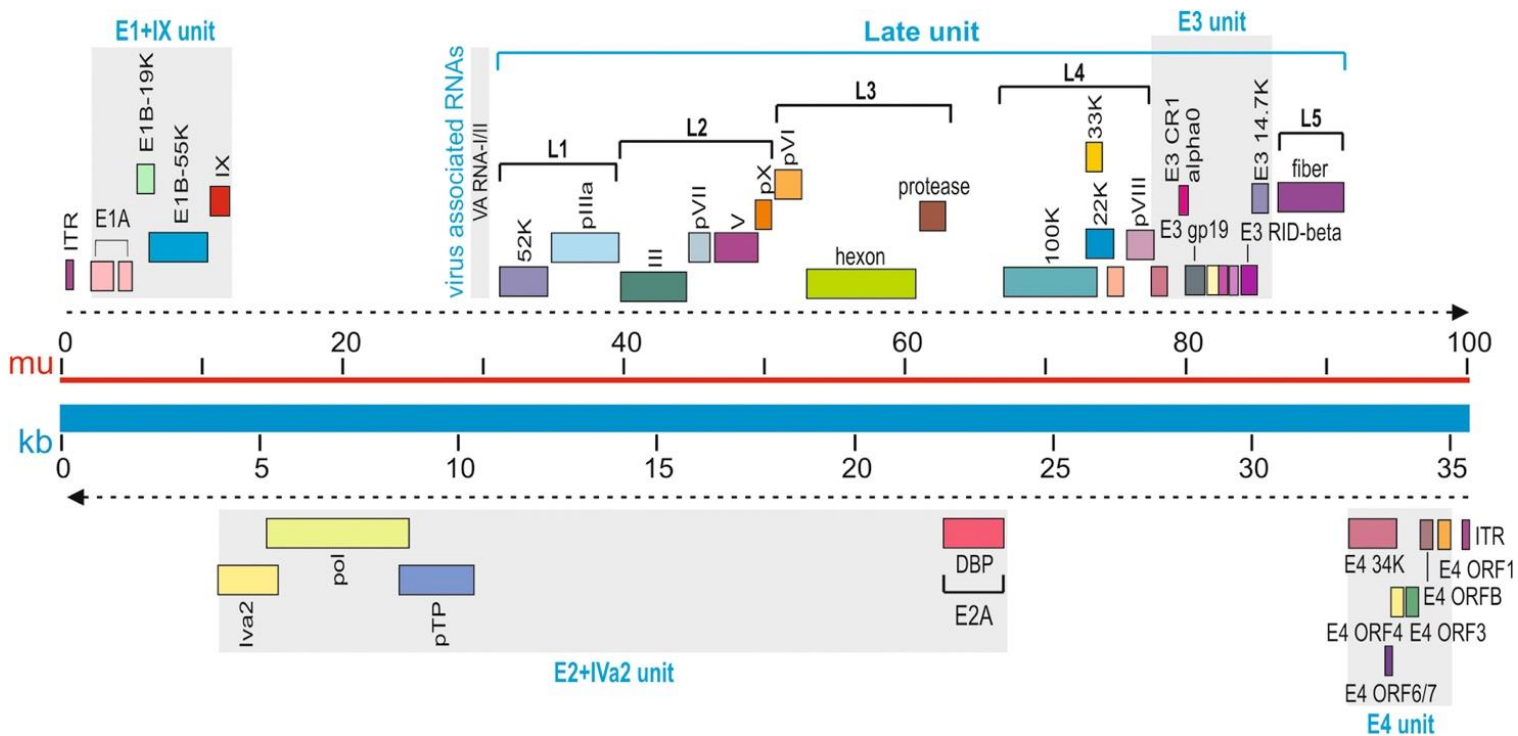 E1+IX unit
Late unit
E3 unit
virus associated RNAs
VA RNA-I/II
L1
L2
L3
L4
L5
ITR
E1A
E1B-19K
E1B-55K
IX
52K
pIIIa
III
pVII
V
pX
pVI
hexon
protease
100K
33K
22K
pVIII
E3 CR1
alpha0
E3 gp19
E3 14.7K
E3 RID-beta
fiber
0 20 40 60 80 100
mu
kb
0 5 10 15 20 25 30 35
Iva2
pol
pTP
DBP
E2A
E2+IVa2 unit
E4 34K
ITR
E4 ORF1
E4 ORFB
E4 ORF4
E4 ORF3
E4 ORF6/7
E4 unit